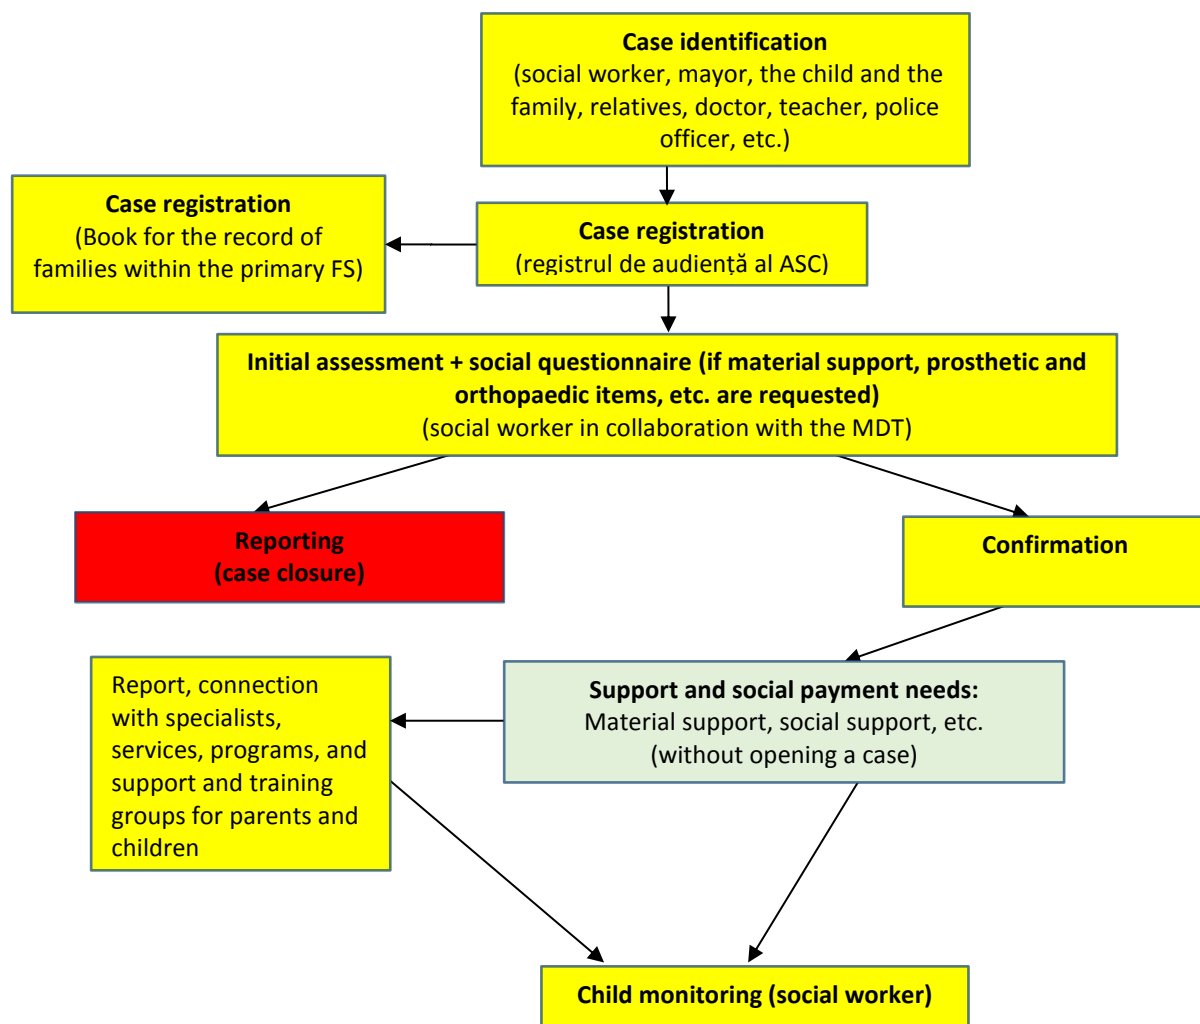 Case identification
(social worker, mayor, the child and the
family, relatives, doctor, teacher, police
officer, etc.)
Case registration
(Book for the record of
families within the primary FS)
Case registration
(registrul de audiență al ASC)
Initial assessment + social questionnaire (if material support, prosthetic and
orthopaedic items, etc. are requested)
(social worker in collaboration with the MDT)
Reporting
(case closure)
Confirmation
Report, connection
with specialists,
services, programs, and
support and training
groups for parents and
children
Support and social payment needs:
Material support, social support, etc.
(without opening a case)
Child monitoring (social worker)